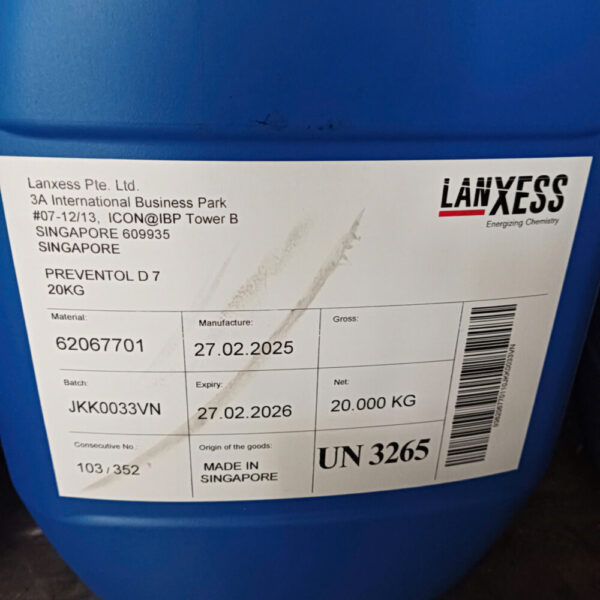 Lanxess Pte. Ltd.
3A International Business Park
#07-12/13, ICON@IBP Tower B
SINGAPORE 609935
SINGAPORE
LANXESS
Energizing Chemistry
PREVENTOL D 7
20KG
Material:
62067701
Manufacture:
27.02.2025
Gross:
Batch:
JKK0033VN
Expiry:
27.02.2026
Net:
20.000 KG
Consecutive No.:
103 / 352
Origin of the goods:
MADE IN
SINGAPORE
UN 3265